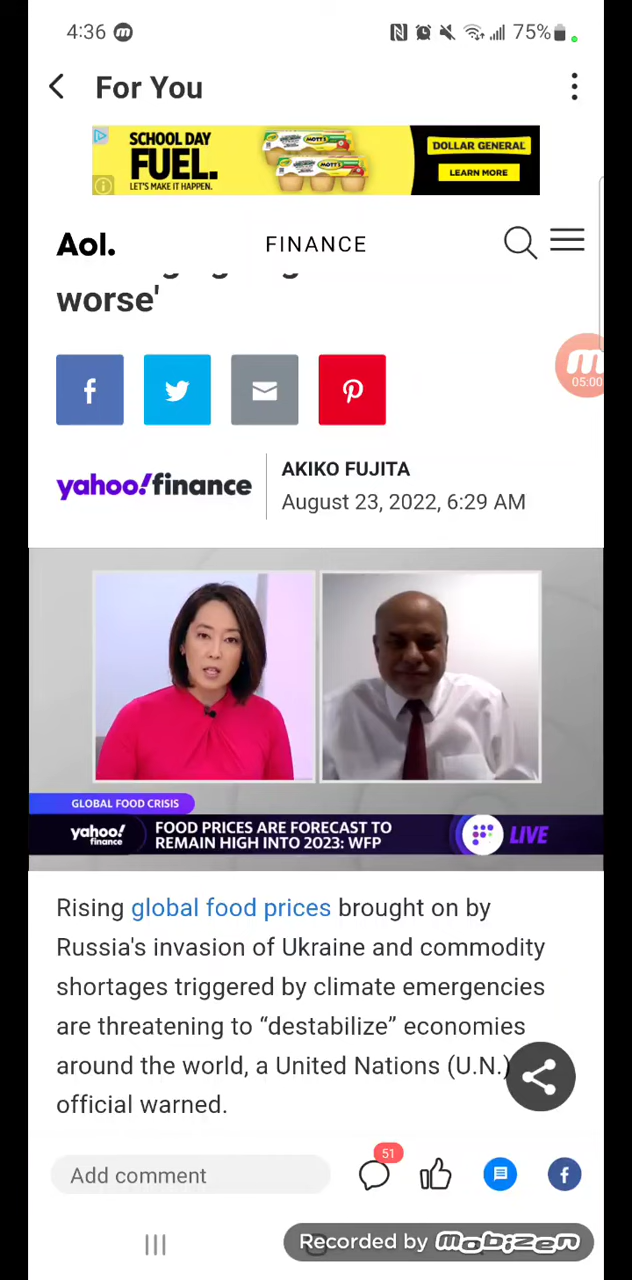 4:36
75%
For You
SCHOOL DAY
FUEL.
LET'S MAKE IT HAPPEN.
MOTT'S
MOTT'S
DOLLAR GENERAL
LEARN MORE
Aol.
FINANCE
worse'
05:00
yahoo!finance
AKIKO FUJITA
August 23, 2022, 6:29 AM
GLOBAL FOOD CRISIS
yahoo!
finance
FOOD PRICES ARE FORECAST TO
REMAIN HIGH INTO 2023: WFP
LIVE
Rising global food prices brought on by
Russia's invasion of Ukraine and commodity
shortages triggered by climate emergencies
are threatening to “destabilize” economies
around the world, a United Nations (U.N.)
official warned.
51
Add comment
Recorded by mobizen